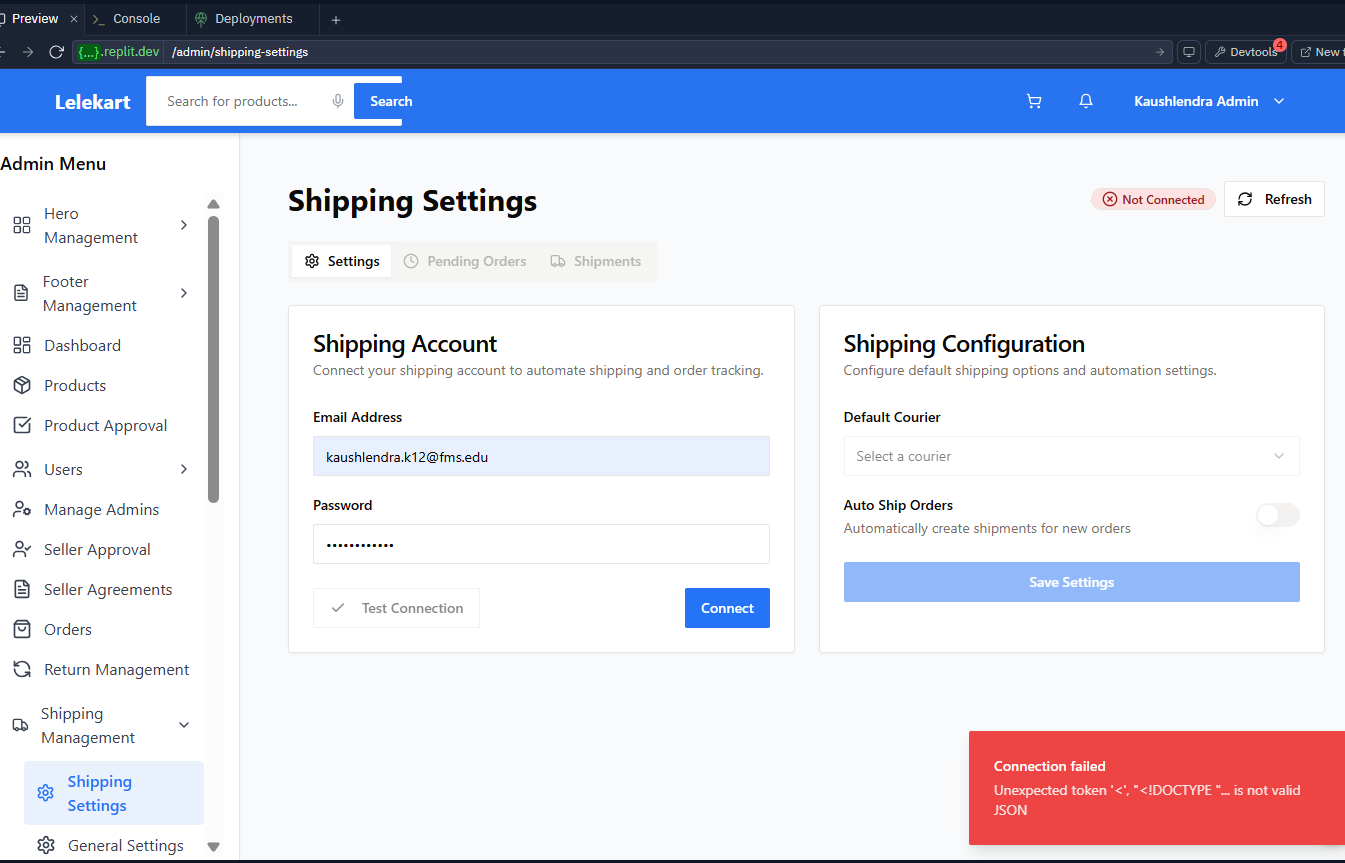 Preview
Console
Deployments
{...}.replit.dev /admin/shipping-settings
Devtools
4
New
Lelekart
Search for products...
Search
Kaushlendra Admin
Admin Menu
Hero
Management
Footer
Management
Dashboard
Products
Product Approval
Users
Manage Admins
Seller Approval
Seller Agreements
Orders
Return Management
Shipping
Management
Shipping
Settings
General Settings
Shipping Settings
Not Connected
Refresh
Settings
Pending Orders
Shipments
Shipping Account
Connect your shipping account to automate shipping and order tracking.
Email Address
kaushlendra.k12@fms.edu
Password
••••••••••••
Test Connection
Connect
Shipping Configuration
Configure default shipping options and automation settings.
Default Courier
Select a courier
Auto Ship Orders
Automatically create shipments for new orders
Save Settings
Connection failed
Unexpected token '<', "<!DOCTYPE "... is not valid
JSON